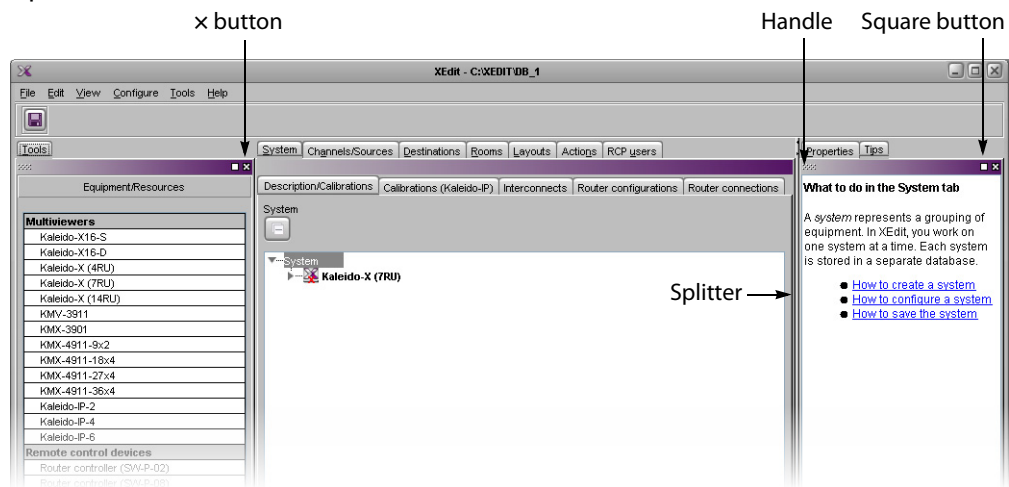 × button
Handle
Square button
XEdit - C:\XEDIT\DB_1
File Edit View Configure Tools Help
Tools
System Channels/Sources Destinations Rooms Layouts Actions RCP users
Properties Tips
Equipment/Resources
Description/Calibrations Calibrations (Kaleido-IP) Interconnects Router configurations Router connections
What to do in the System tab
System
A system represents a grouping of
equipment. In XEdit, you work on
one system at a time. Each system
is stored in a separate database.
How to create a system
How to configure a system
How to save the system
Multiviewers
Kaleido-X16-S
Kaleido-X16-D
Kaleido-X (4RU)
Kaleido-X (7RU)
Kaleido-X (14RU)
KMV-3911
KMX-3901
KMX-4911-9x2
KMX-4911-18x4
KMX-4911-27x4
KMX-4911-36x4
Kaleido-IP-2
Kaleido-IP-4
Kaleido-IP-6
Remote control devices
Router controller (SW-P-02)
Router controller (SW-P-08)
System
Kaleido-X (7RU)
Splitter